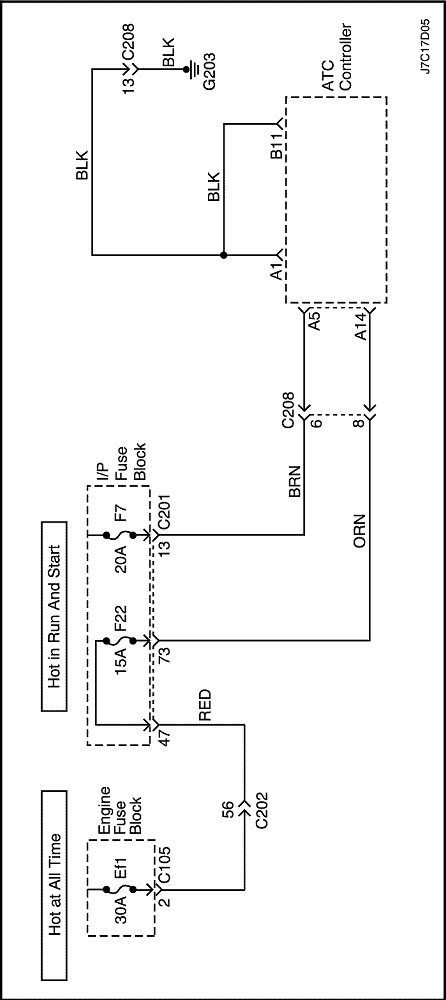 Hot at All Time
Hot in Run And Start
Engine
Fuse
Block
Ef1
30A
2
C105
56
C202
RED
I/P
Fuse
Block
F22
15A
F7
20A
47
73
13
C201
BRN
ORN
C208
6
8
A5
A14
ATC
Controller
A1
B11
BLK
BLK
BLK
13
C208
G203
J7C17D05